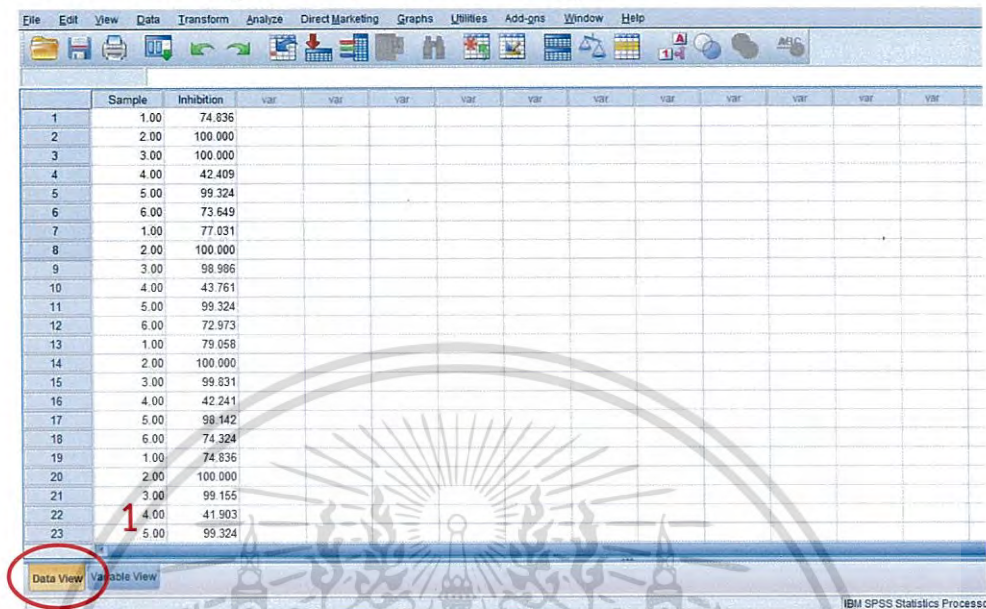 File Edit View Data Transform Analyze Direct Marketing Graphs Utilities Add-ons Window Help
Sample Inhibition var var var var var var var var var var var
1 1.00 74.836
2 2.00 100.000
3 3.00 100.000
4 4.00 42.409
5 5.00 99.324
6 6.00 73.649
7 1.00 77.031
8 2.00 100.000
9 3.00 98.986
10 4.00 43.761
11 5.00 99.324
12 6.00 72.973
13 1.00 79.058
14 2.00 100.000
15 3.00 99.831
16 4.00 42.241
17 5.00 98.142
18 6.00 74.324
19 1.00 74.836
20 2.00 100.000
21 3.00 99.155
22 4.00 41.903
23 5.00 99.324
1
Data View Variable View
IBM SPSS Statistics Processo